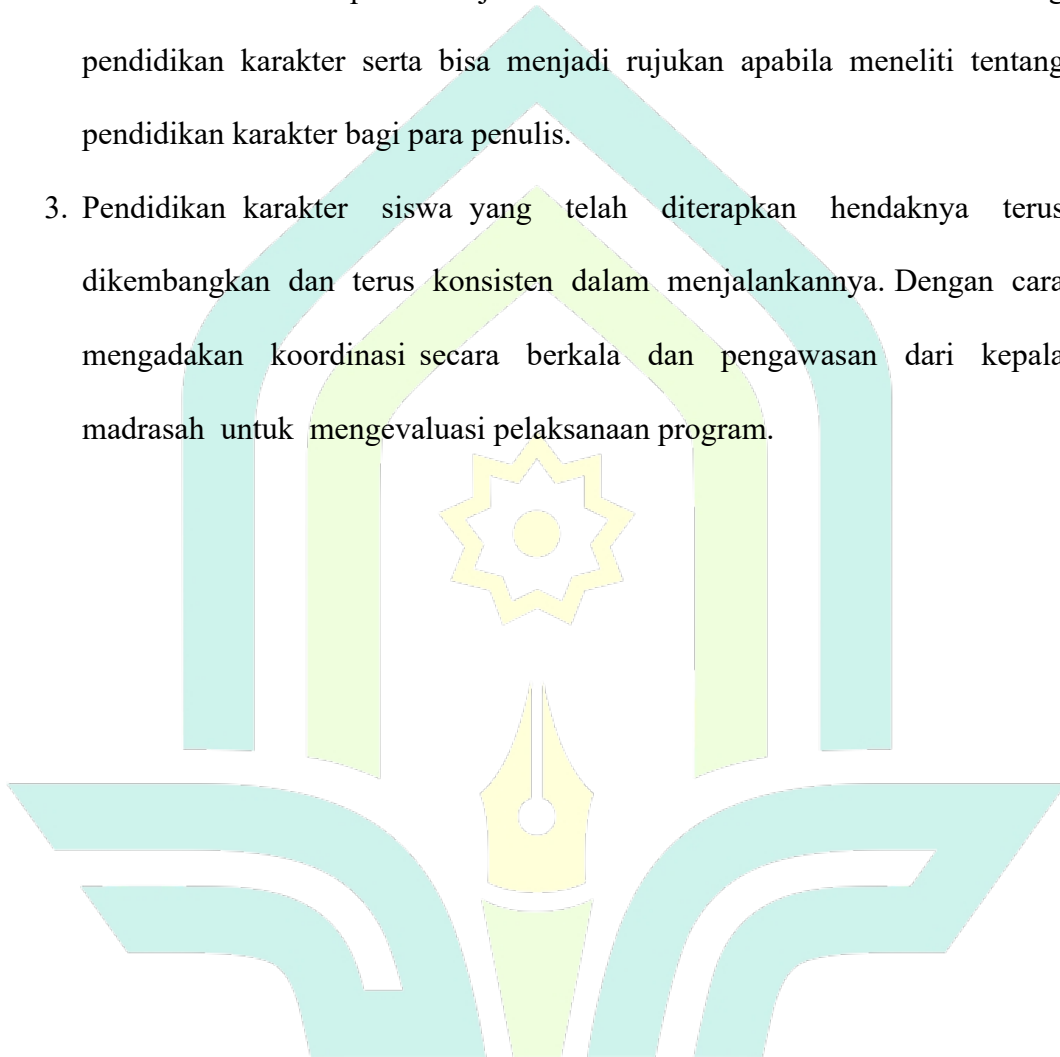 pendidikan karakter serta bisa menjadi rujukan apabila meneliti tentang
pendidikan karakter bagi para penulis.
3. Pendidikan karakter siswa yang telah diterapkan hendaknya terus
dikembangkan dan terus konsisten dalam menjalankannya. Dengan cara
mengadakan koordinasi secara berkala dan pengawasan dari kepala
madrasah untuk mengevaluasi pelaksanaan program.